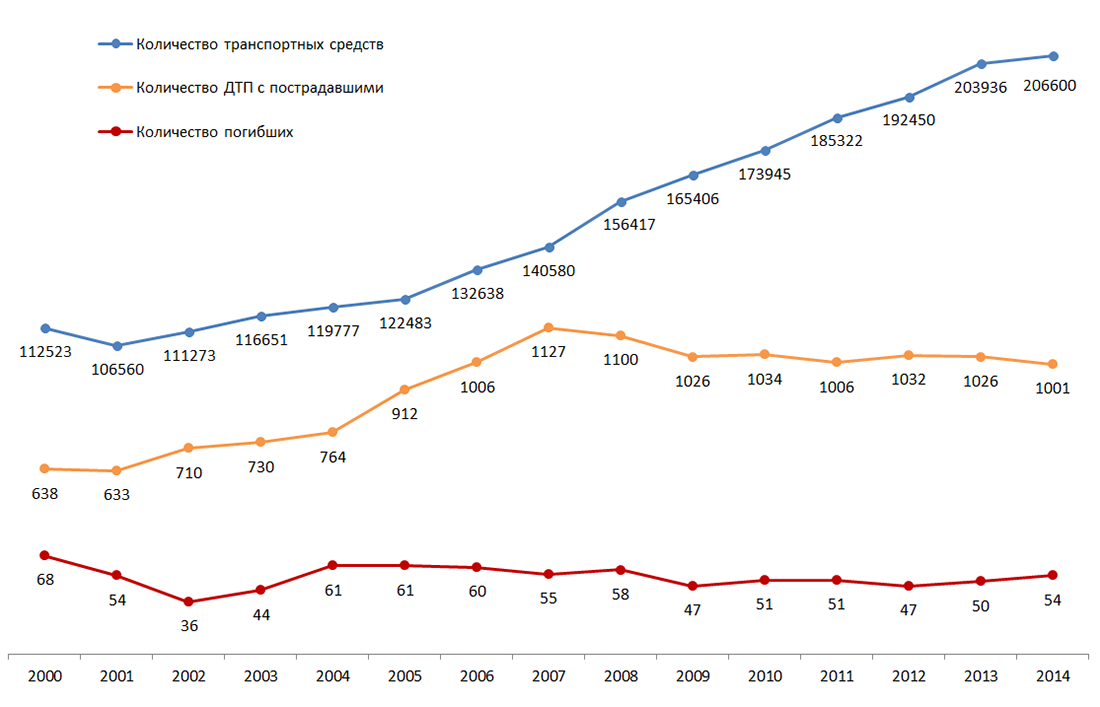 Количество транспортных средств
Количество ДТП с пострадавшими
Количество погибших
112523 106560 111273 116651 119777 122483 132638 140580 156417 165406 173945 185322 192450 203936 206600
638 633 710 730 764 912 1006 1127 1100 1026 1034 1006 1032 1026 1001
68 54 36 44 61 61 60 55 58 47 51 51 47 50 54
2000 2001 2002 2003 2004 2005 2006 2007 2008 2009 2010 2011 2012 2013 2014